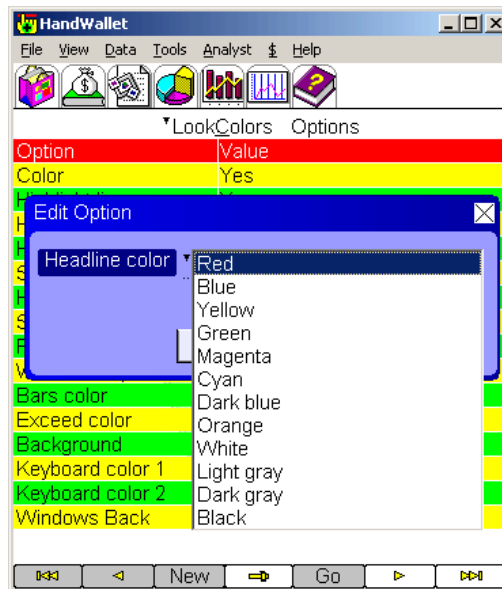 HandWallet
File View Data Tools Analyst $ Help
LookColors Options
Option Value
Color Yes
Edit Option
Headline color
Red
Blue
Yellow
Green
Magenta
Cyan
Dark blue
Orange
White
Light gray
Dark gray
Black
Bars color
Exceed color
Background
Keyboard color 1
Keyboard color 2
Windows Back
New Go